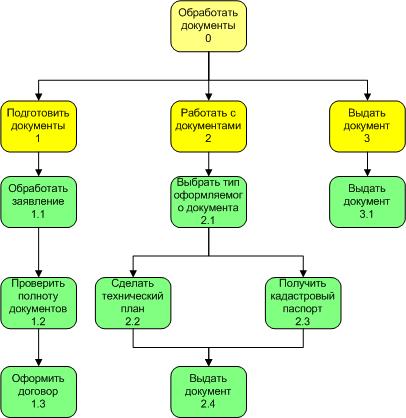 Обработать
документы
0
Подготовить
документы
1
Работать с
документами
2
Выдать
документ
3
Обработать
заявление
1.1
Выбрать тип
оформляемог
о документа
2.1
Выдать
документ
3.1
Проверить
полноту
документов
1.2
Сделать
технический
план
2.2
Получить
кадастровый
паспорт
2.3
Оформить
договор
1.3
Выдать
документ
2.4